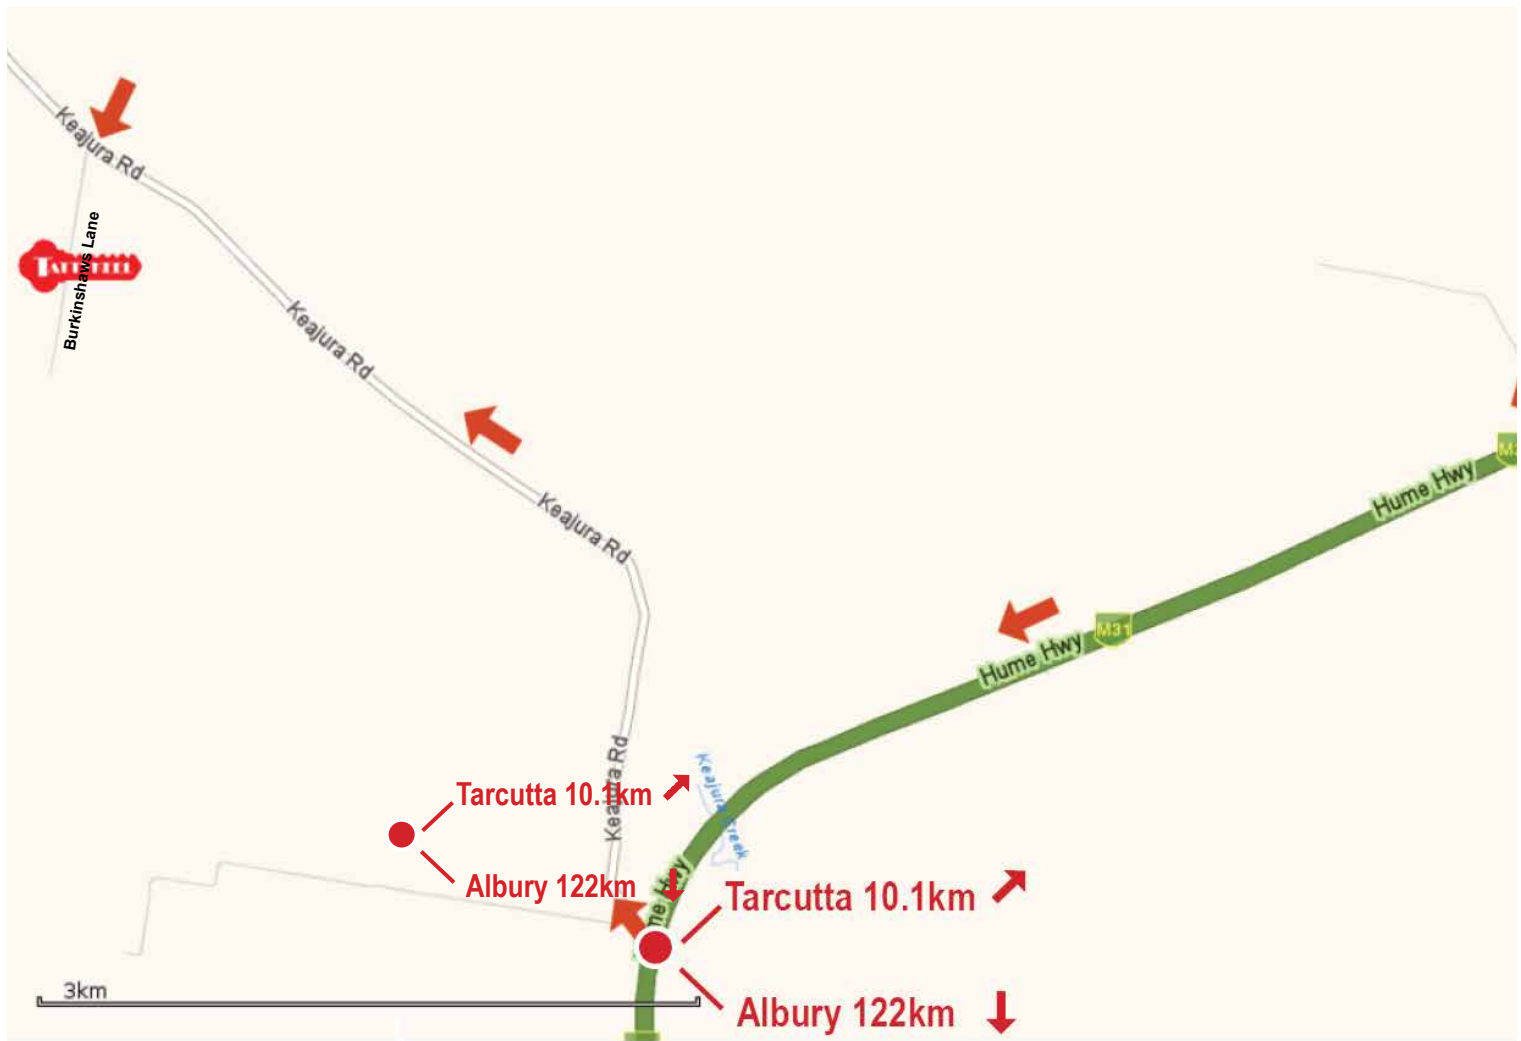 Keajura Rd
Burkinshaws Lane
Keajura Rd
Keajura Rd
Hume Hwy
M31
Hume Hwy
Keajura Rd
Keajura Creek
Tarcutta 10.1km
Albury 122km
Hwy
Tarcutta 10.1km
Albury 122km
3km